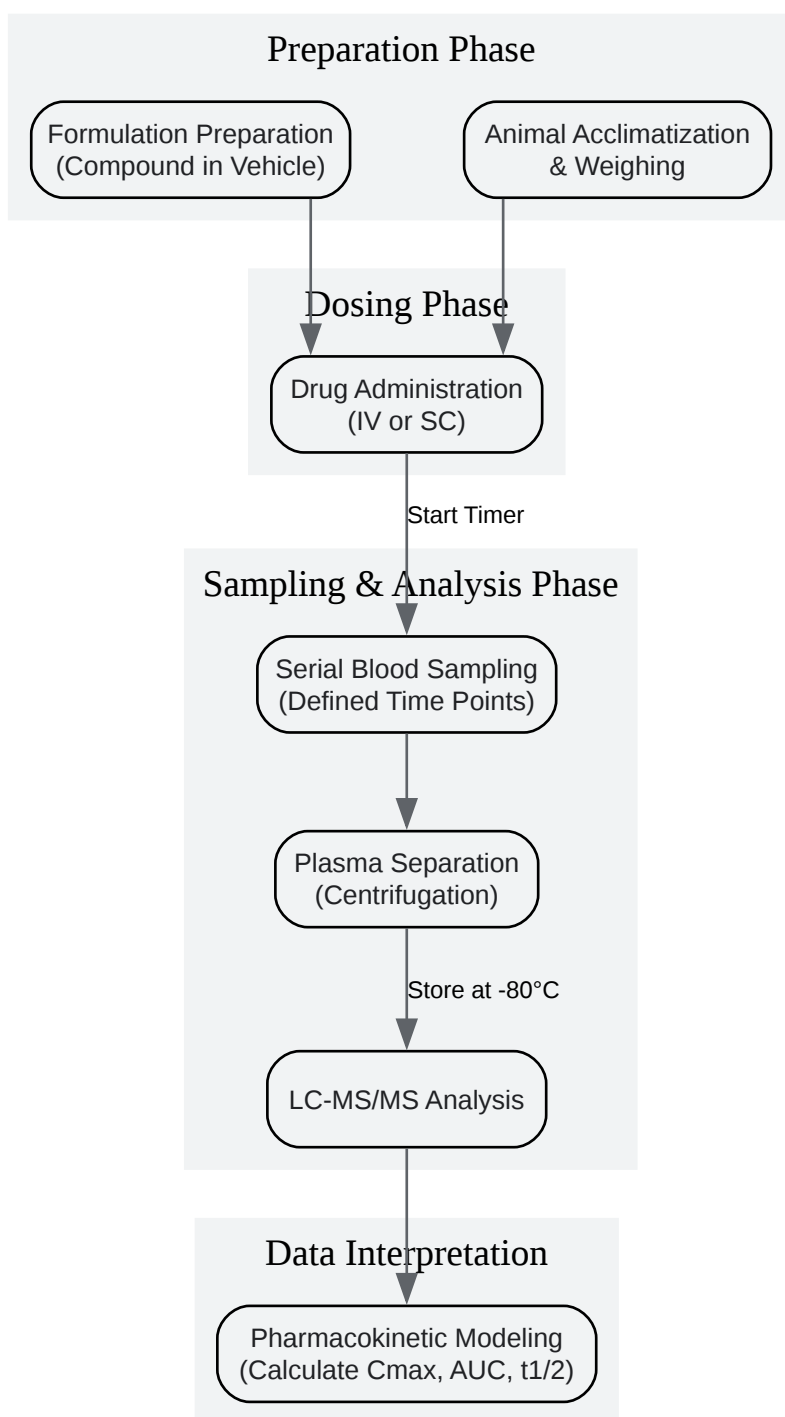 Preparation Phase
Formulation Preparation
(Compound in Vehicle)
Animal Acclimatization
& Weighing
Dosing Phase
Drug Administration
(IV or SC)
Start Timer
Sampling & Analysis Phase
Serial Blood Sampling
(Defined Time Points)
Plasma Separation
(Centrifugation)
Store at -80°C
LC-MS/MS Analysis
Data Interpretation
Pharmacokinetic Modeling
(Calculate Cmax, AUC, t1/2)